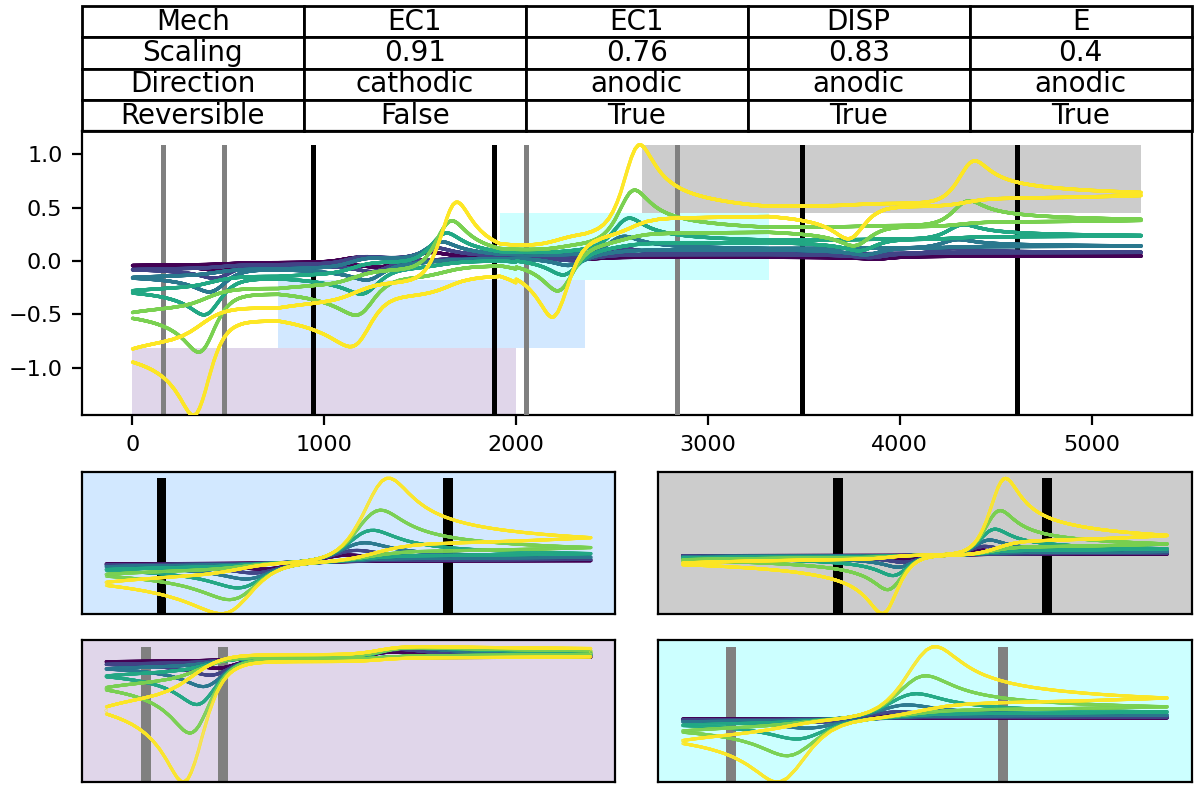 Mech EC1 EC1 DISP E
Scaling 0.91 0.76 0.83 0.4
Direction cathodic anodic anodic anodic
Reversible False True True True
1.0
0.5
0.0
−0.5
−1.0
0 1000 2000 3000 4000 5000